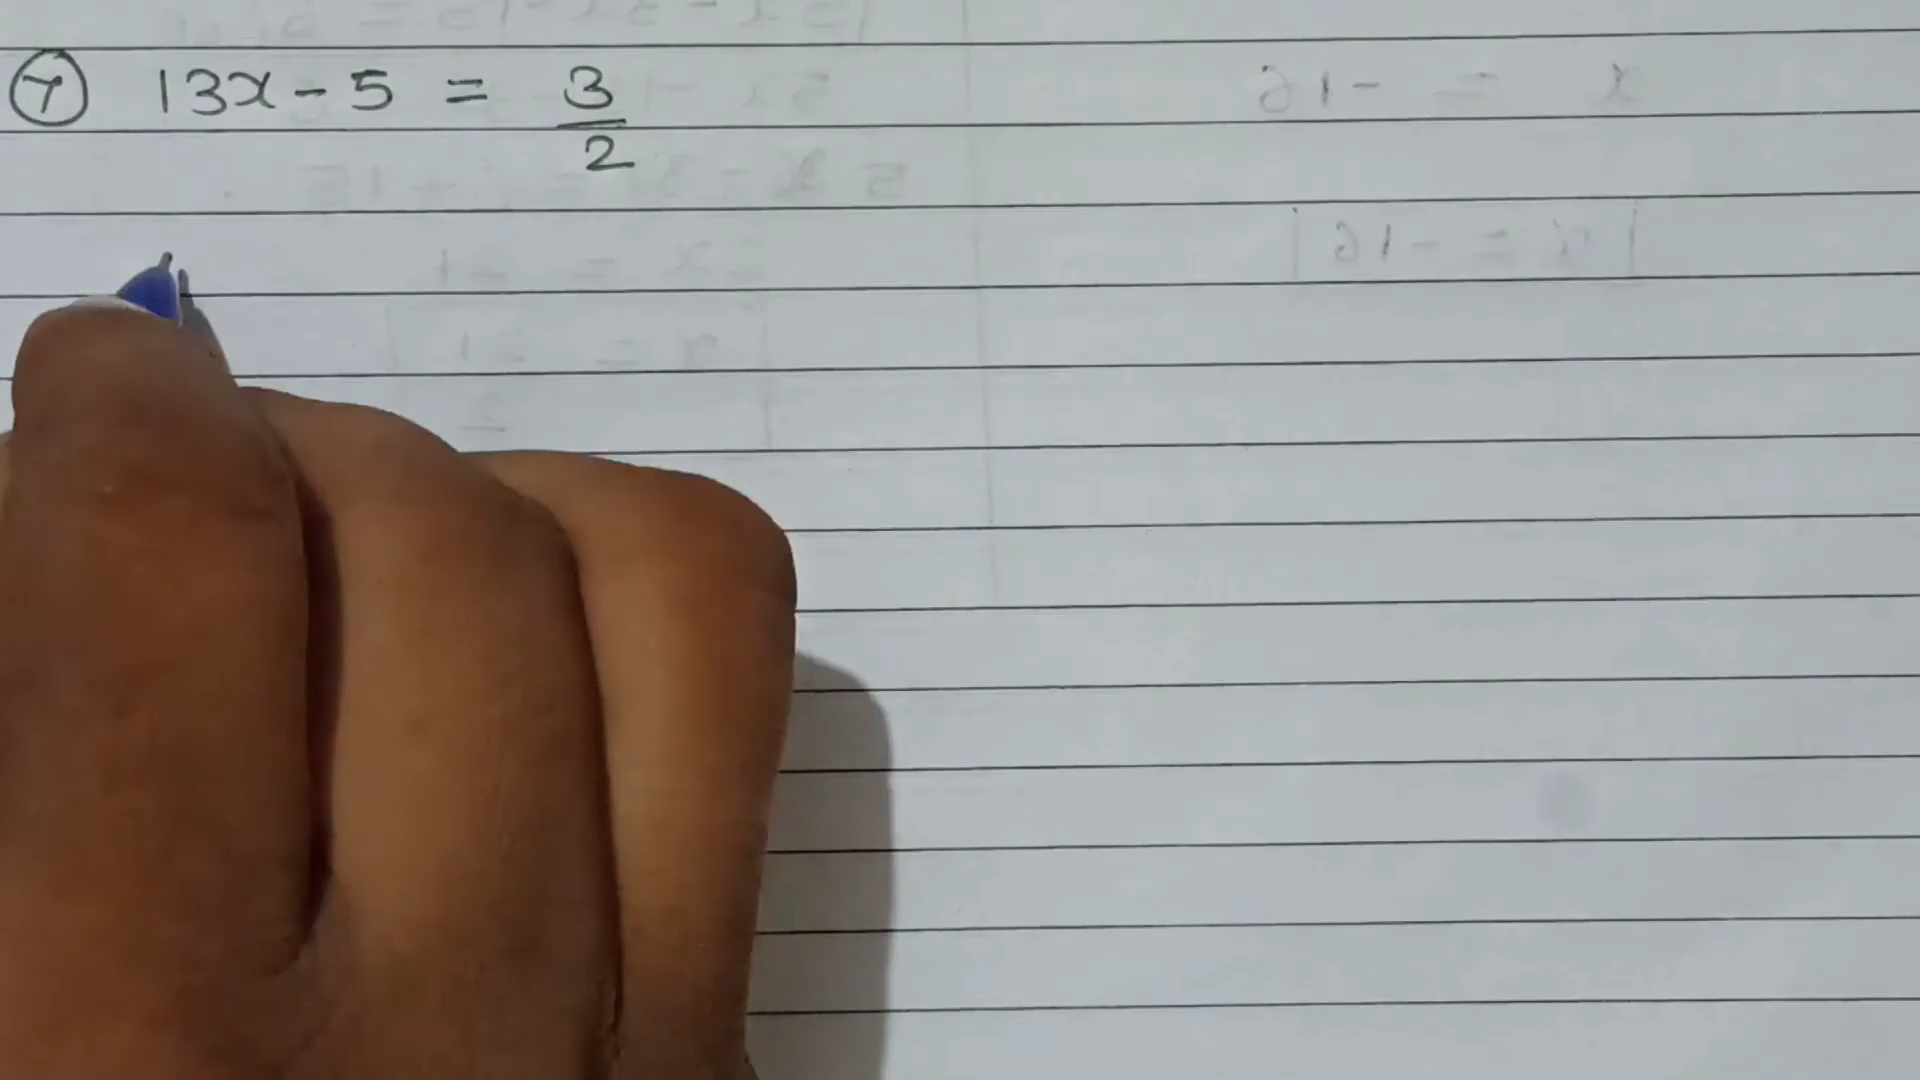 ⑦ 13x - 5 = 3/2